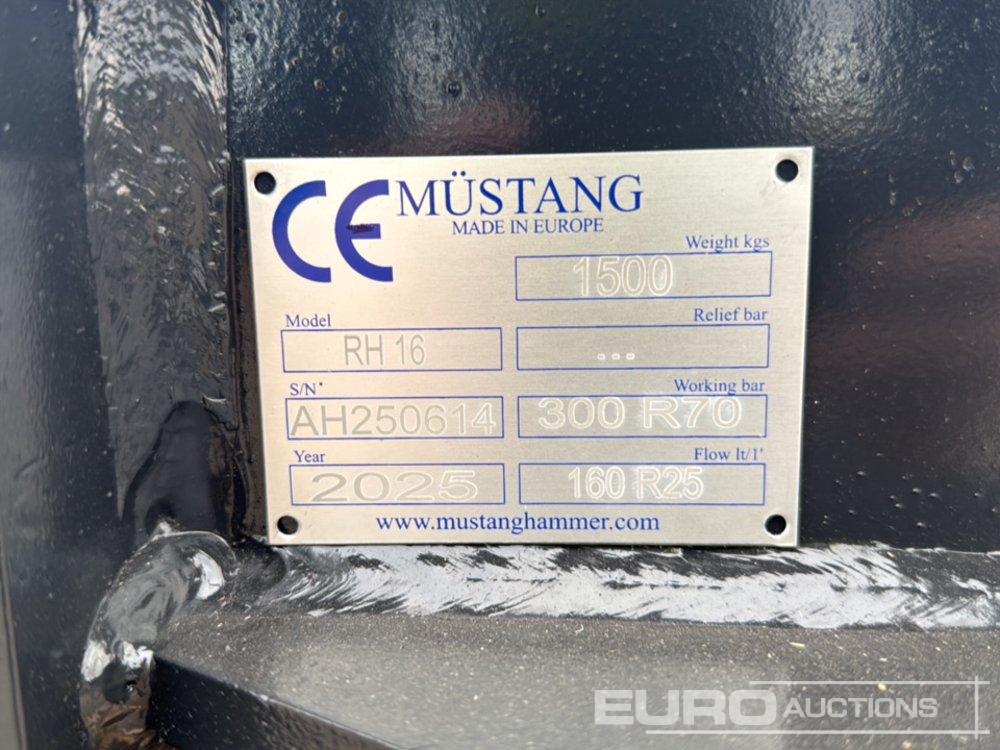 CE MÜSTANG
MADE IN EUROPE
Weight kgs
1500
Model
RH 16
Relief bar
...
S/N°
AH250614
Working bar
300 R70
Year
2025
Flow lt/1'
160 R25
www.mustanghammer.com
EURO AUCTIONS